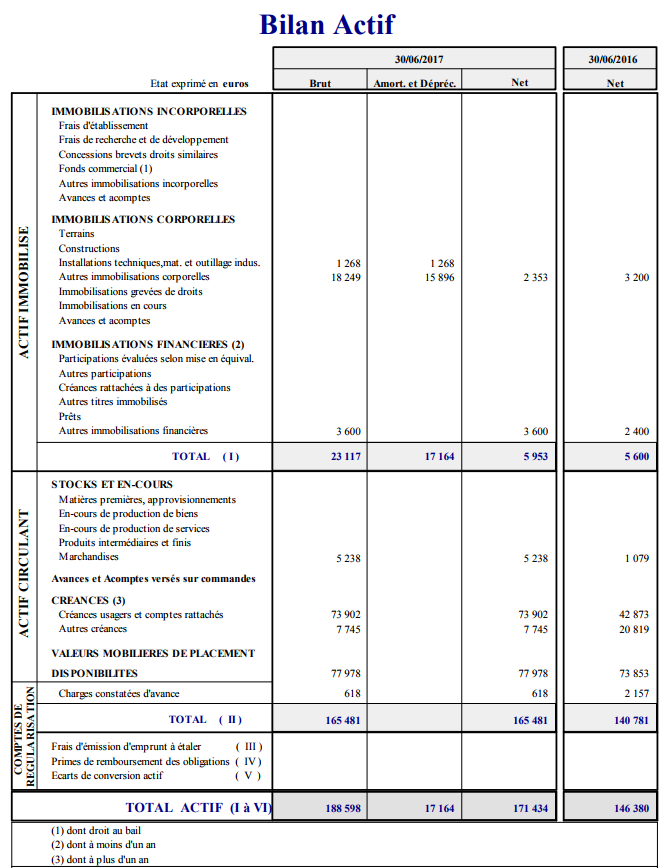 Bilan Actif
30/06/2017 30/06/2016
Etat exprimé en euros Brut Amort. et Dépréc. Net Net
ACTIF IMMOBILISE
IMMOBILISATIONS INCORPORELLES
Frais d'établissement
Frais de recherche et de développement
Concessions brevets droits similaires
Fonds commercial (1)
Autres immobilisations incorporelles
Avances et acomptes
IMMOBILISATIONS CORPORELLES
Terrains
Constructions
Installations techniques,mat. et outillage indus. 1 268 1 268
Autres immobilisations corporelles 18 249 15 896 2 353 3 200
Immobilisations grevées de droits
Immobilisations en cours
Avances et acomptes
IMMOBILISATIONS FINANCIERES (2)
Participations évaluées selon mise en équival.
Autres participations
Créances rattachées à des participations
Autres titres immobilisés
Prêts
Autres immobilisations financières 3 600 3 600 2 400
TOTAL ( I ) 23 117 17 164 5 953 5 600
ACTIF CIRCULANT
STOCKS ET EN-COURS
Matières premières, approvisionnements
En-cours de production de biens
En-cours de production de services
Produits intermédiaires et finis
Marchandises 5 238 5 238 1 079
Avances et Acomptes versés sur commandes
CREANCES (3)
Créances usagers et comptes rattachés 73 902 73 902 42 873
Autres créances 7 745 7 745 20 819
VALEURS MOBILIERES DE PLACEMENT
DISPONIBILITES 77 978 77 978 73 853
COMPTES DE
REGULARISATION
Charges constatées d'avance 618 618 2 157
TOTAL ( II ) 165 481 165 481 140 781
Frais d'émission d'emprunt à étaler ( III )
Primes de remboursement des obligations ( IV )
Ecarts de conversion actif ( V )
TOTAL ACTIF (I à VI) 188 598 17 164 171 434 146 380
(1) dont droit au bail
(2) dont à moins d'un an
(3) dont à plus d'un an